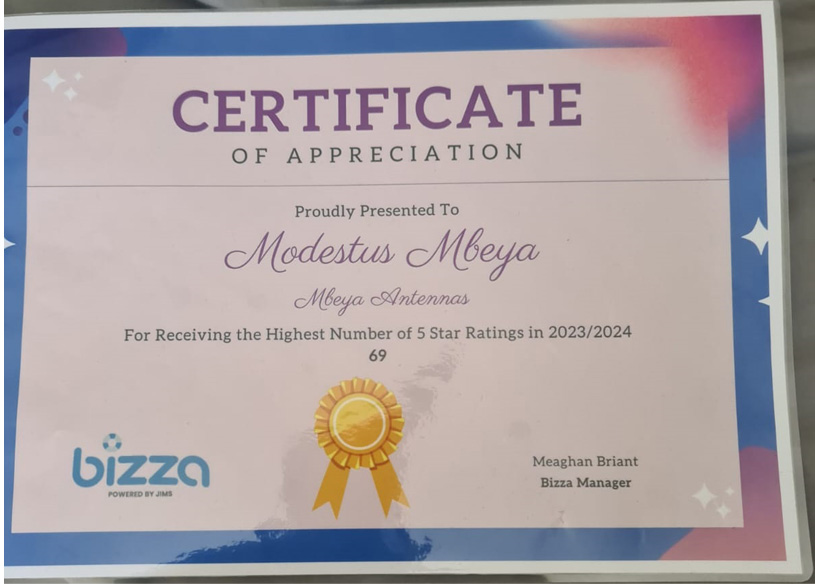 CERTIFICATE
OF APPRECIATION
Proudly Presented To
Modestus Mbeya
Mbeya Antennas
For Receiving the Highest Number of 5 Star Ratings in 2023/2024
69
bizza
POWERED BY JIMS
Meaghan Briant
Bizza Manager